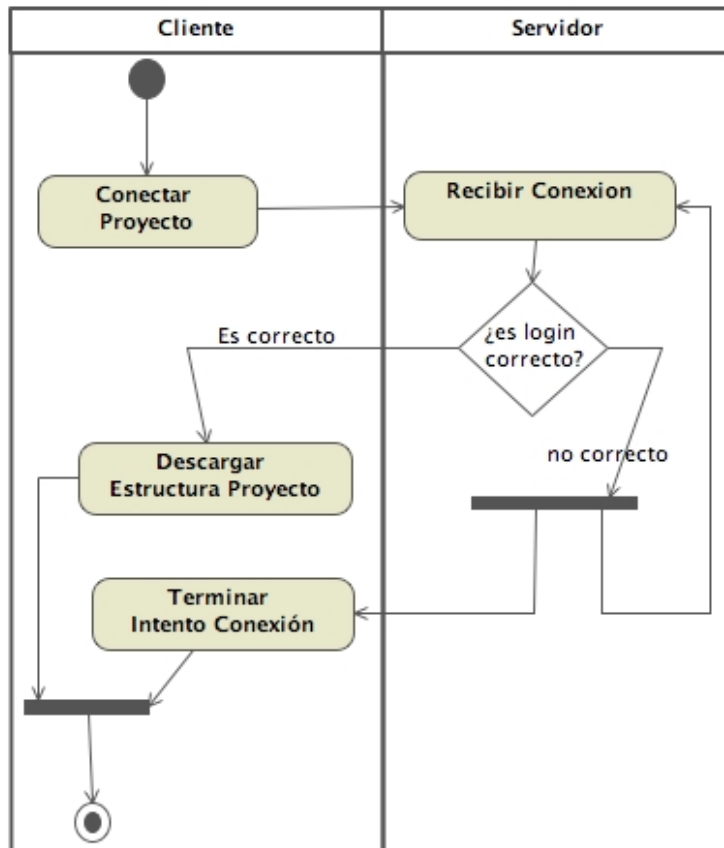 Cliente
Servidor
Conectar
Proyecto
Recibir Conexion
¿es login
correcto?
Es correcto
no correcto
Descargar
Estructura Proyecto
Terminar
Intento Conexión